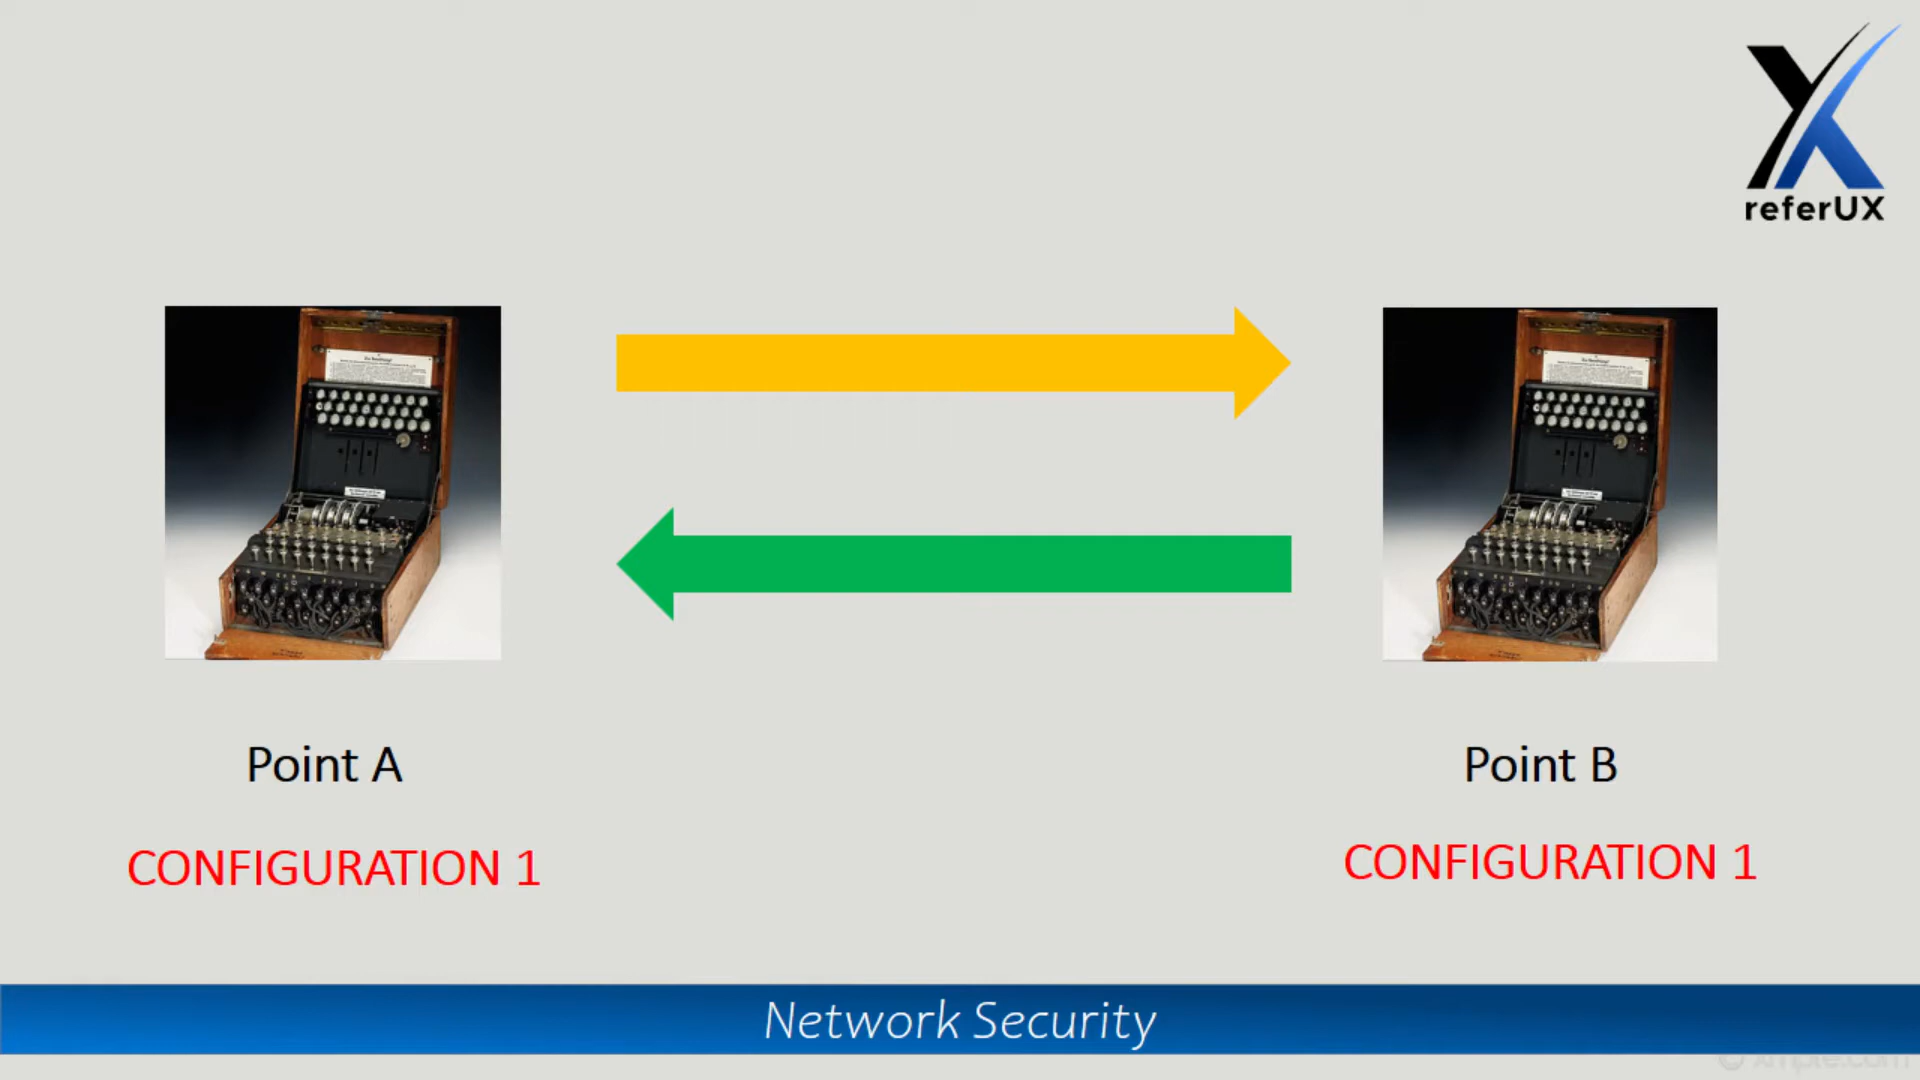 referUX
Point A
Point B
CONFIGURATION 1
CONFIGURATION 1
Network Security